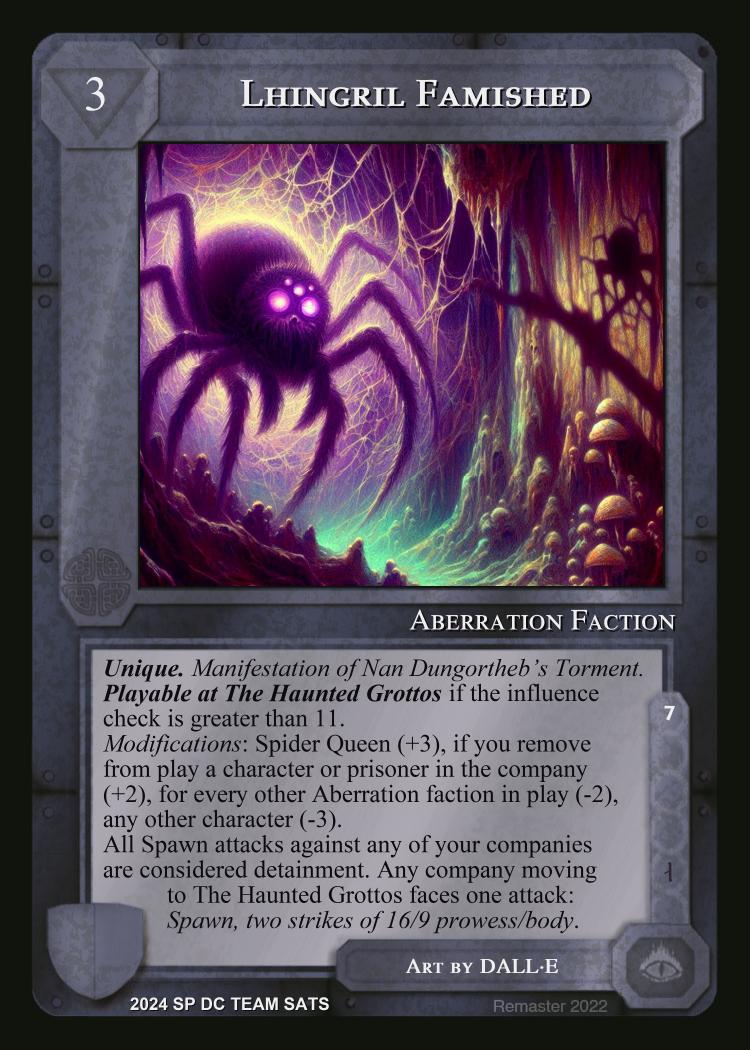 3
Lhingril Famished
Aberration Faction
Unique. Manifestation of Nan Dungortheb's Torment.
Playable at The Haunted Grottos if the influence
check is greater than 11.
Modifications: Spider Queen (+3), if you remove
from play a character or prisoner in the company
(+2), for every other Aberration faction in play (-2),
any other character (-3).
All Spawn attacks against any of your companies
are considered detainment. Any company moving
to The Haunted Grottos faces one attack:
Spawn, two strikes of 16/9 prowess/body.
7
Art by DALL·E
2024 SP DC TEAM SATS
Remaster 2022